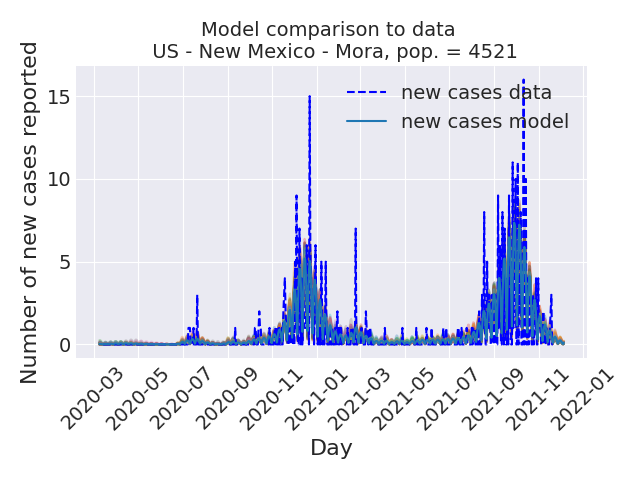 Model comparison to data
US - New Mexico - Mora, pop. = 4521
Number of new cases reported
15
10
5
0
new cases data
new cases model
2020-03
2020-05
2020-07
2020-09
2020-11
2021-01
2021-03
2021-05
2021-07
2021-09
2021-11
2022-01
Day